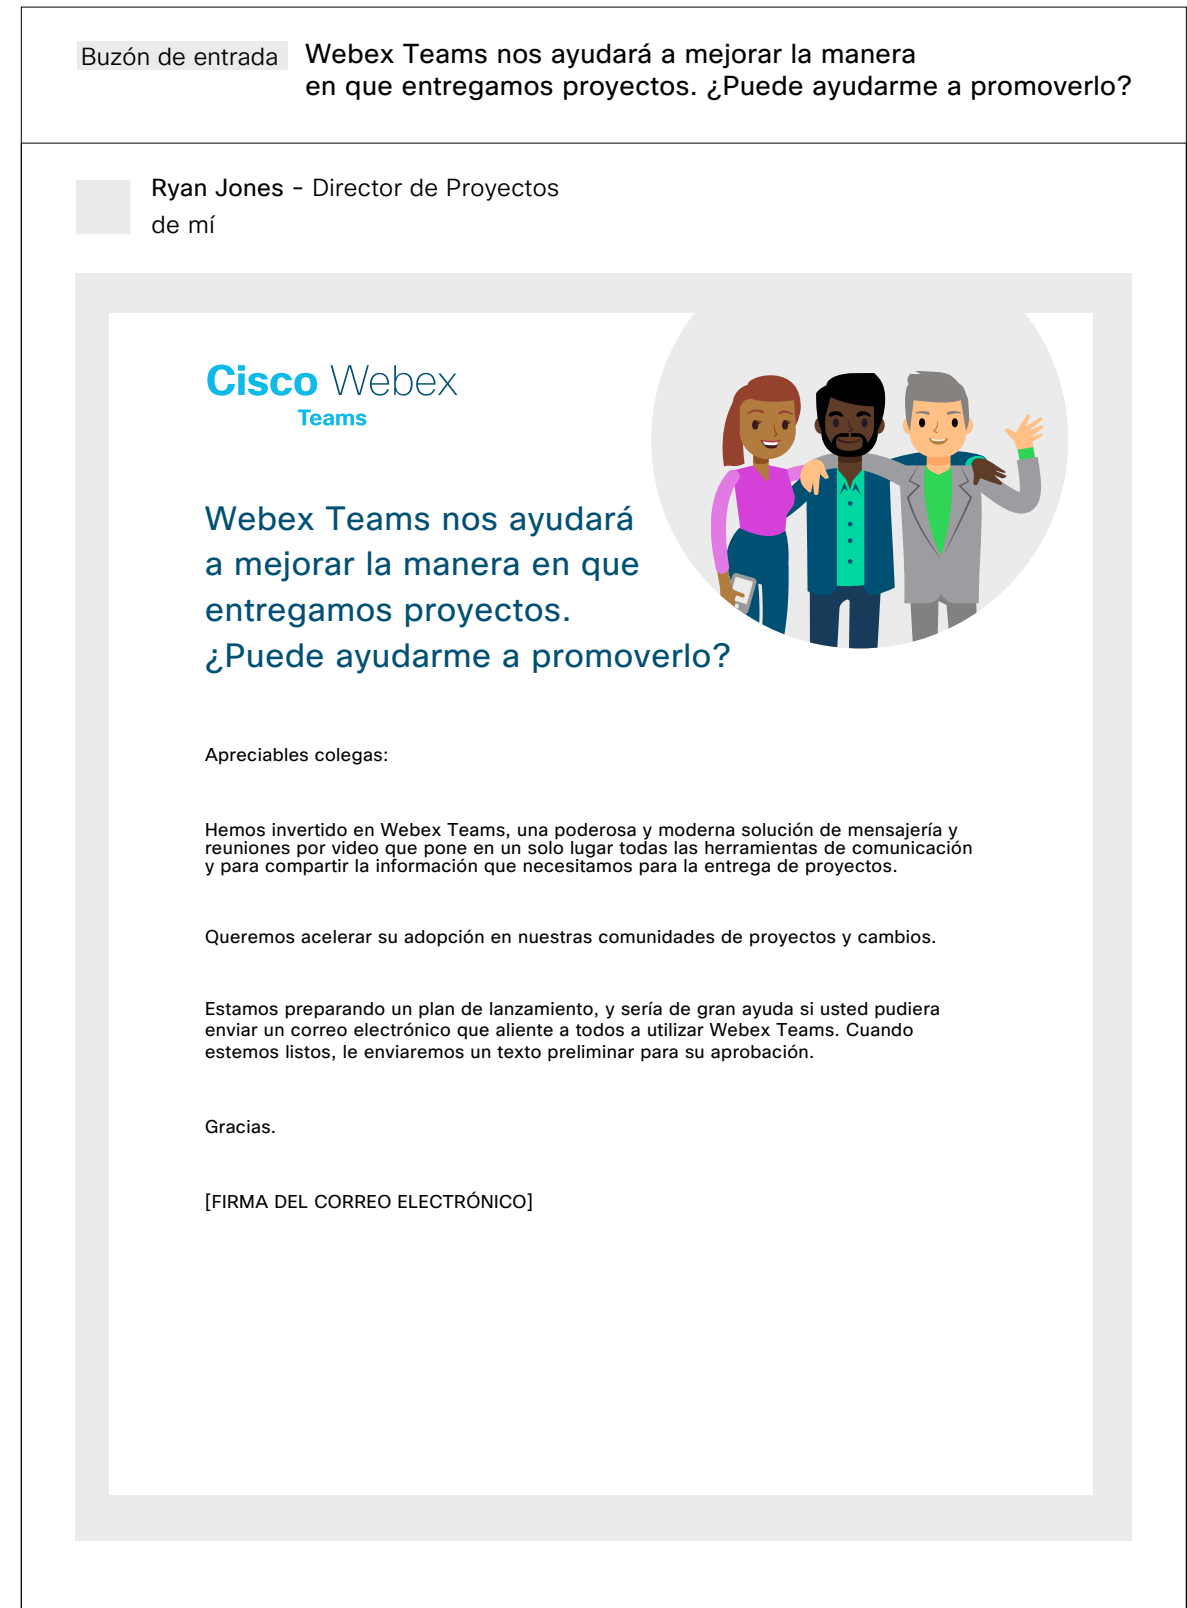 Buzón de entrada
Webex Teams nos ayudará a mejorar la manera
en que entregamos proyectos. ¿Puede ayudarme a promoverlo?
Ryan Jones - Director de Proyectos
de mí
Cisco Webex
Teams
Webex Teams nos ayudará
a mejorar la manera en que
entregamos proyectos.
¿Puede ayudarme a promoverlo?
Apreciables colegas:
Hemos invertido en Webex Teams, una poderosa y moderna solución de mensajería y
reuniones por video que pone en un solo lugar todas las herramientas de comunicación
y para compartir la información que necesitamos para la entrega de proyectos.
Queremos acelerar su adopción en nuestras comunidades de proyectos y cambios.
Estamos preparando un plan de lanzamiento, y sería de gran ayuda si usted pudiera
enviar un correo electrónico que aliente a todos a utilizar Webex Teams. Cuando
estemos listos, le enviaremos un texto preliminar para su aprobación.
Gracias.
[FIRMA DEL CORREO ELECTRÓNICO]